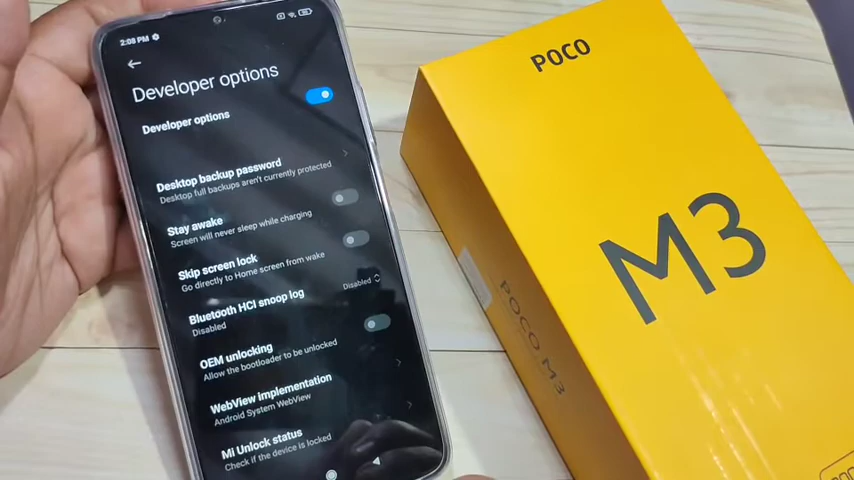 2:08 PM
Developer options
Developer options
Desktop backup password
Desktop full backups aren't currently protected
Stay awake
Screen will never sleep while charging
Skip screen lock
Go directly to Home screen from wake
Bluetooth HCI snoop log
Disabled
Disabled
OEM unlocking
Allow the bootloader to be unlocked
WebView implementation
Android System WebView
Mi Unlock status
Check if the device is locked
POCO
M3
POCO M3